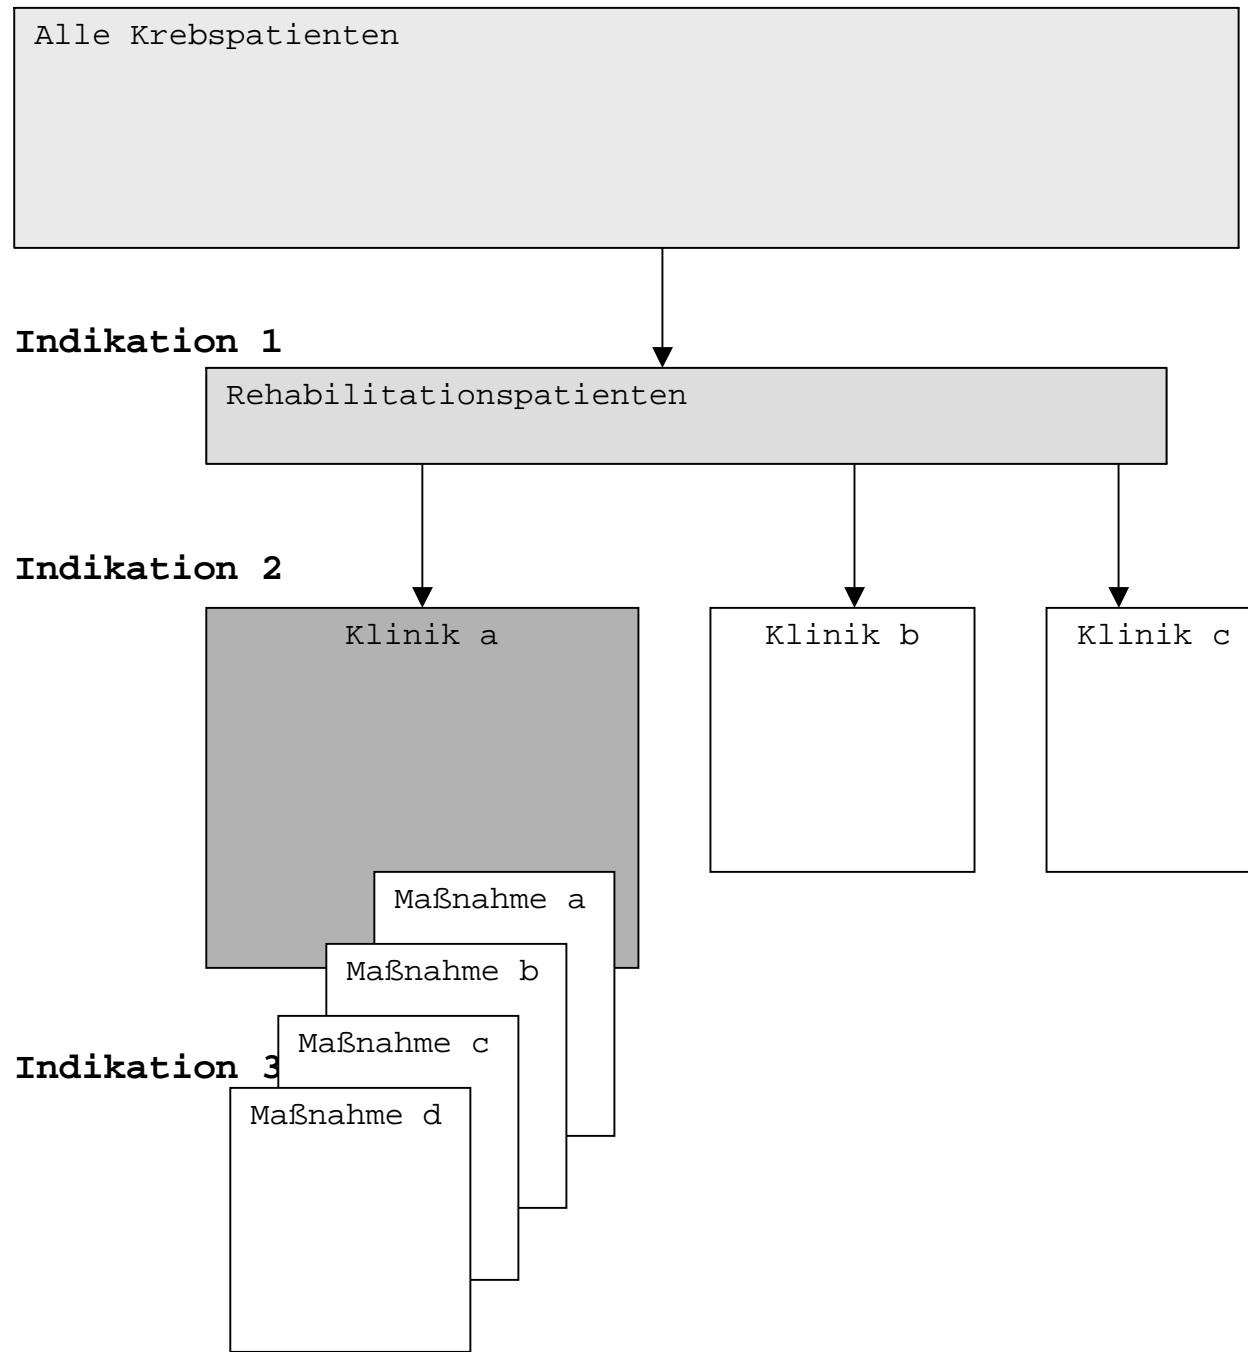 Alle Krebspatienten
Indikation 1
Rehabilitationspatienten
Indikation 2
Klinik a
Klinik b
Klinik c
Maßnahme a
Maßnahme b
Maßnahme c
Indikation 3
Maßnahme d